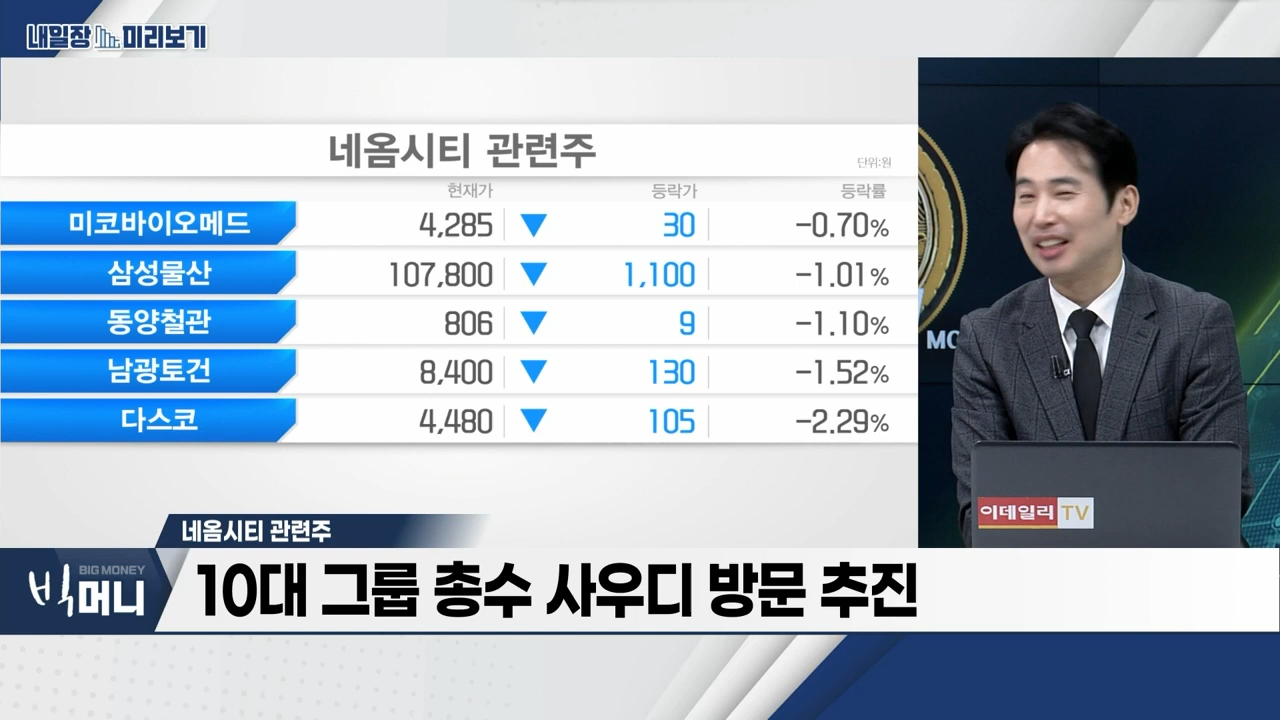 내일장 미리보기
네옴시티 관련주
단위:원
현재가 등락가 등락률
미코바이오메드 4,285 ▼ 30 -0.70%
삼성물산 107,800 ▼ 1,100 -1.01%
동양철관 806 ▼ 9 -1.10%
남광토건 8,400 ▼ 130 -1.52%
다스코 4,480 ▼ 105 -2.29%
MO
이데일리 TV
네옴시티 관련주
BIG MONEY
빅머니
10대 그룹 총수 사우디 방문 추진